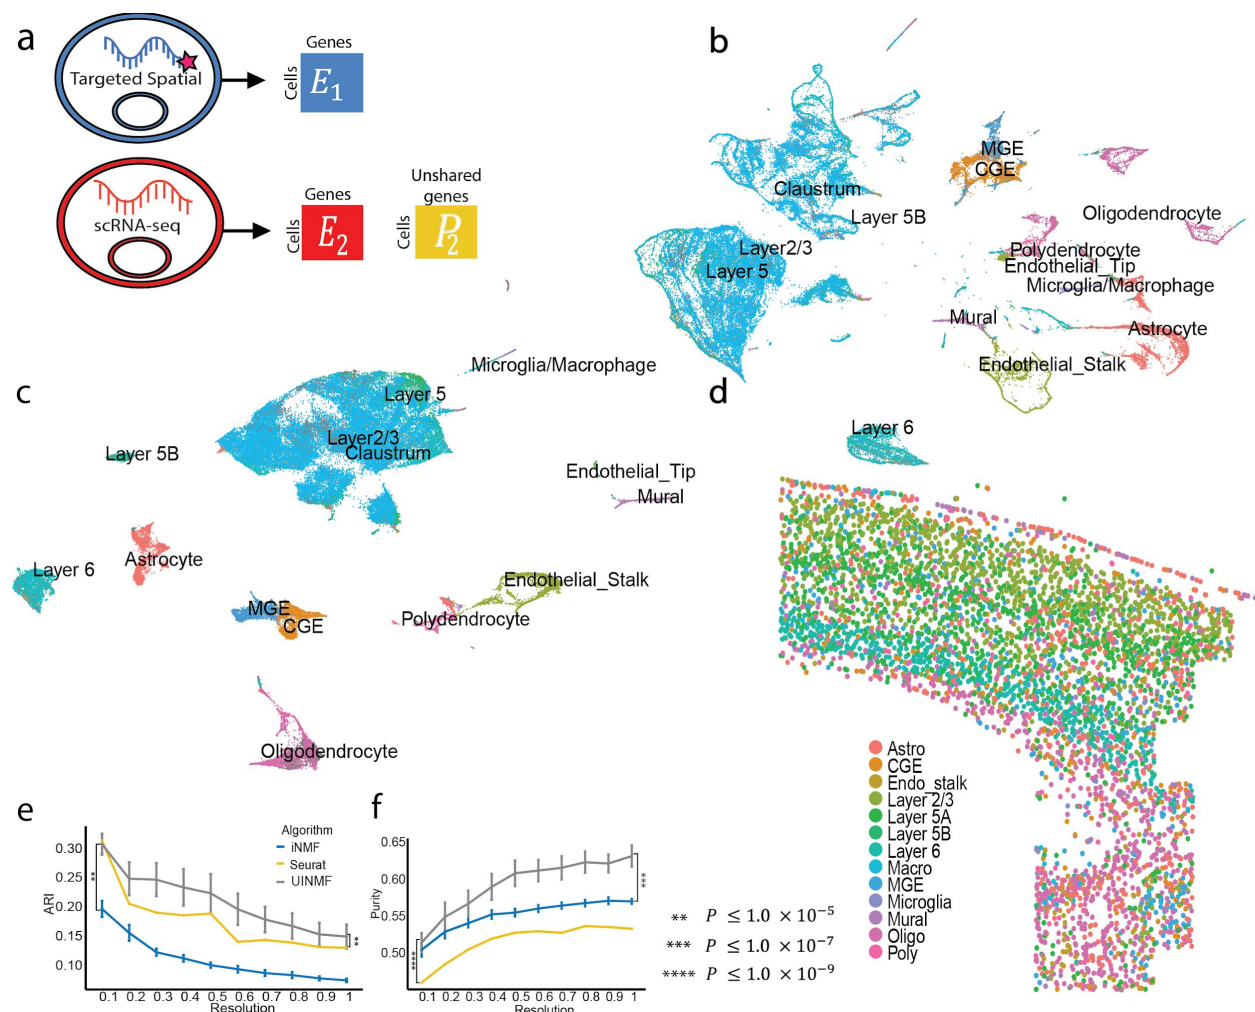 a
Targeted Spatial
Genes
Cells
E1
scRNA-seq
Genes
Cells
E2
Unshared
genes
Cells
P2
b
MGE
CGE
Claustrum
Layer 5B
Oligodendrocyte
Layer2/3
Layer 5
Polydendrocyte
Endothelial_Tip
Microglia/Macrophage
Mural
Astrocyte
Endothelial_Stalk
Layer 6
c
Microglia/Macrophage
Layer 5
Layer2/3
Claustrum
Layer 5B
Endothelial_Tip
Mural
Astrocyte
Layer 6
Endothelial_Stalk
MGE
CGE
Polydendrocyte
Oligodendrocyte
d
Astro
CGE
Endo_stalk
Layer 2/3
Layer 5A
Layer 5B
Layer 6
Macro
MGE
Microglia
Mural
Oligo
Poly
e
Algorithm
iNMF
Seurat
UINMF
ARI
0.30
0.25
0.20
0.15
0.10
**
**
0.1 0.2 0.3 0.4 0.5 0.6 0.7 0.8 0.9 1
Resolution
f
Purity
0.65
0.60
0.55
0.50
****
***
0.1 0.2 0.3 0.4 0.5 0.6 0.7 0.8 0.9 1
Resolution
** P ≤ 1.0 × 10⁻⁵
*** P ≤ 1.0 × 10⁻⁷
**** P ≤ 1.0 × 10⁻⁹